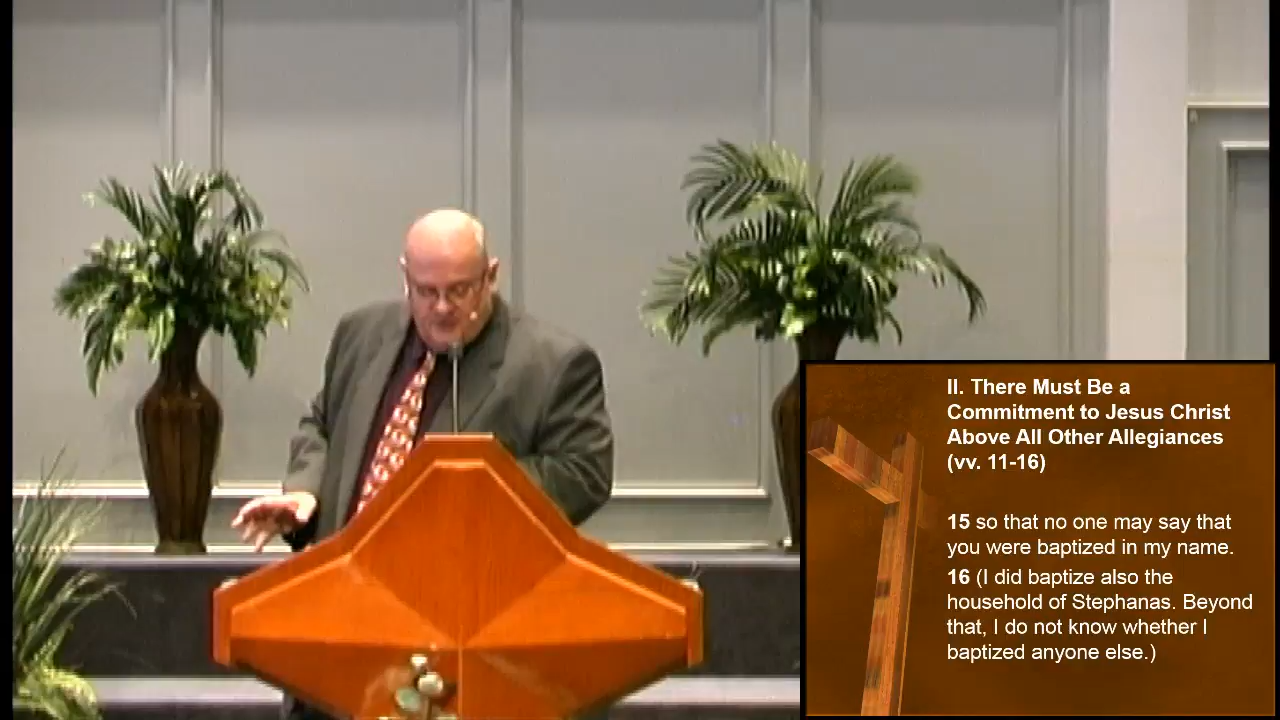 II. There Must Be a
Commitment to Jesus Christ
Above All Other Allegiances
(vv. 11-16)
15 so that no one may say that
you were baptized in my name.
16 (I did baptize also the
household of Stephanas. Beyond
that, I do not know whether I
baptized anyone else.)